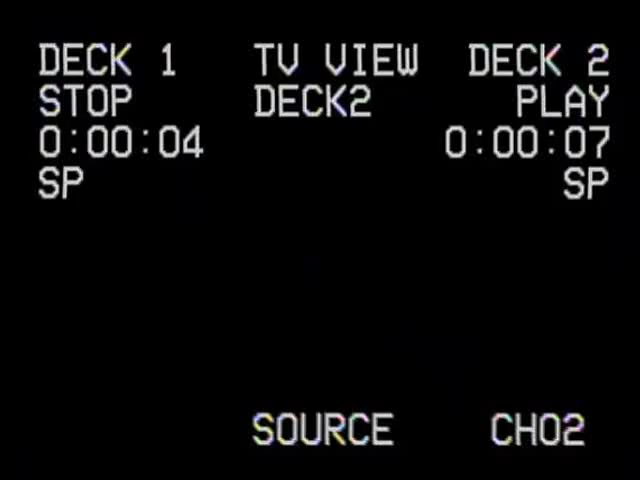 DECK 1 TV VIEW DECK 2
STOP DECK2 PLAY
0:00:04 0:00:07
SP SP
SOURCE CH02